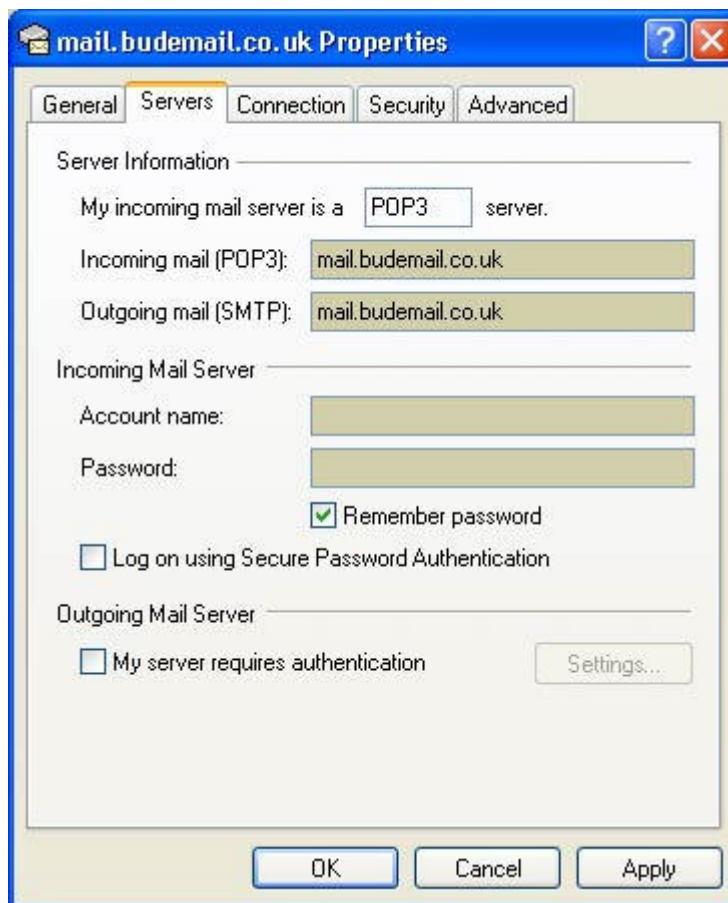 mail.budemail.co.uk Properties
General Servers Connection Security Advanced
Server Information
My incoming mail server is a POP3 server.
Incoming mail (POP3): mail.budemail.co.uk
Outgoing mail (SMTP): mail.budemail.co.uk
Incoming Mail Server
Account name:
Password:
Remember password
Log on using Secure Password Authentication
Outgoing Mail Server
My server requires authentication Settings...
OK Cancel Apply